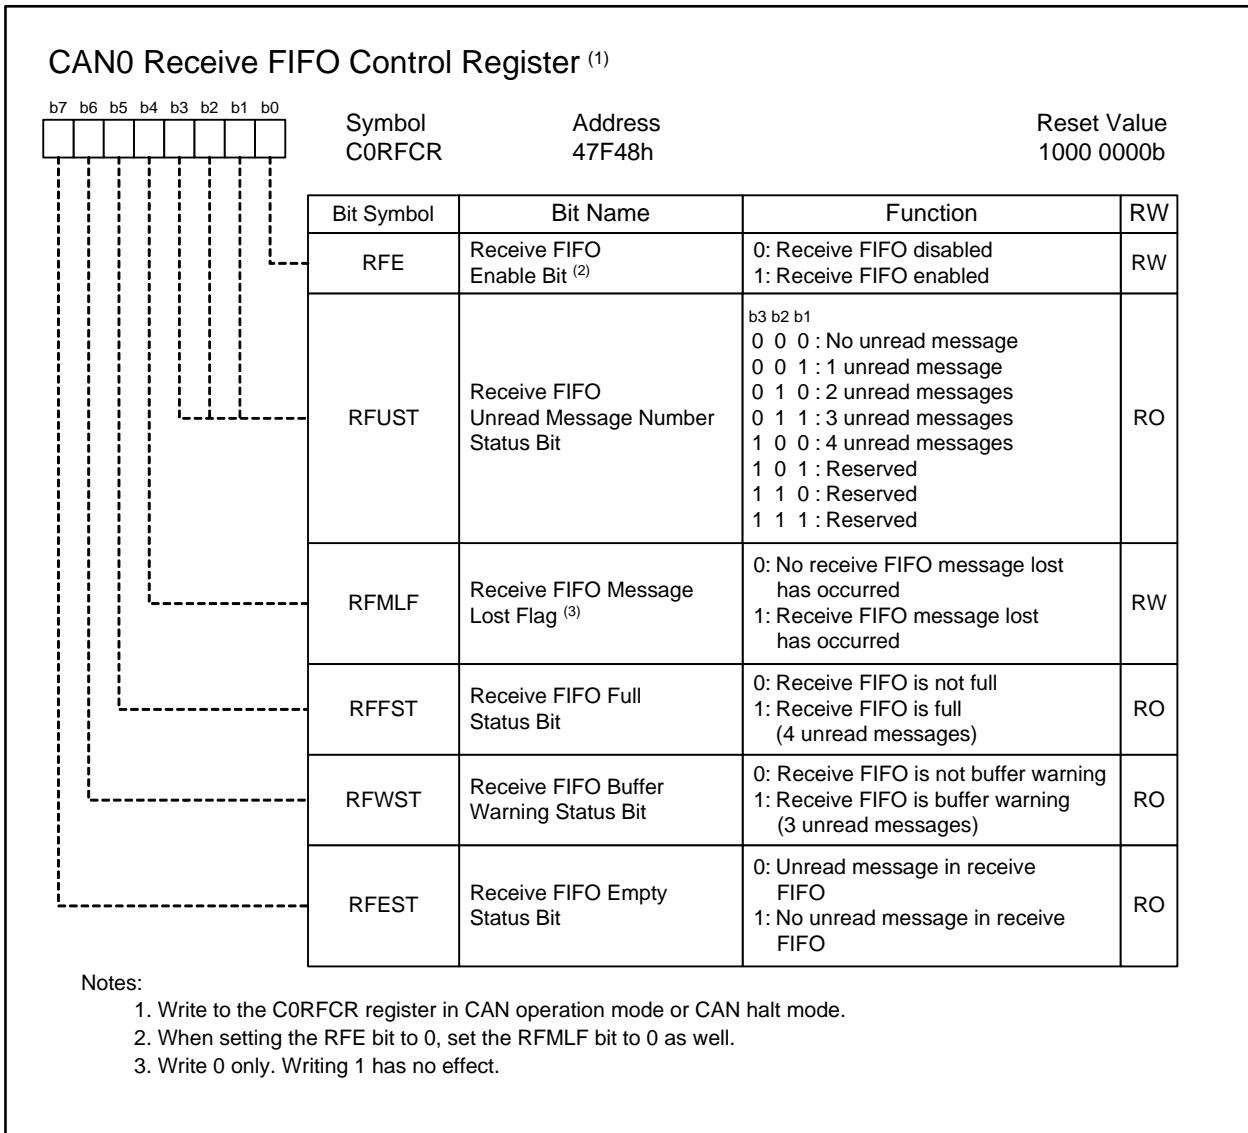 CAN0 Receive FIFO Control Register (1)
b7 b6 b5 b4 b3 b2 b1 b0
Symbol Address Reset Value
C0RFCR 47F48h 1000 0000b
Bit Symbol Bit Name Function RW
RFE
Receive FIFO
Enable Bit (2)
0: Receive FIFO disabled
1: Receive FIFO enabled
RW
RFUST
Receive FIFO
Unread Message Number
Status Bit
b3 b2 b1
0 0 0 : No unread message
0 0 1 : 1 unread message
0 1 0 : 2 unread messages
0 1 1 : 3 unread messages
1 0 0 : 4 unread messages
1 0 1 : Reserved
1 1 0 : Reserved
1 1 1 : Reserved
RO
RFMLF
Receive FIFO Message
Lost Flag (3)
0: No receive FIFO message lost
has occurred
1: Receive FIFO message lost
has occurred
RW
RFFST
Receive FIFO Full
Status Bit
0: Receive FIFO is not full
1: Receive FIFO is full
(4 unread messages)
RO
RFWST
Receive FIFO Buffer
Warning Status Bit
0: Receive FIFO is not buffer warning
1: Receive FIFO is buffer warning
(3 unread messages)
RO
RFEST
Receive FIFO Empty
Status Bit
0: Unread message in receive
FIFO
1: No unread message in receive
FIFO
RO
Notes:
1. Write to the C0RFCR register in CAN operation mode or CAN halt mode.
2. When setting the RFE bit to 0, set the RFMLF bit to 0 as well.
3. Write 0 only. Writing 1 has no effect.